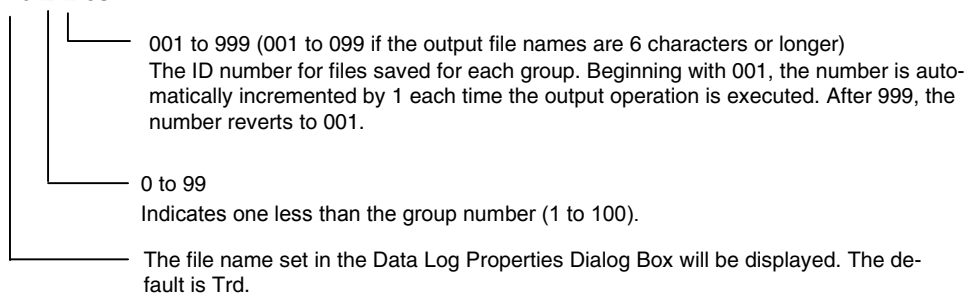 001 to 999 (001 to 099 if the output file names are 6 characters or longer)
The ID number for files saved for each group. Beginning with 001, the number is auto-
matically incremented by 1 each time the output operation is executed. After 999, the
number reverts to 001.
0 to 99
Indicates one less than the group number (1 to 100).
The file name set in the Data Log Properties Dialog Box will be displayed. The de-
fault is Trd.